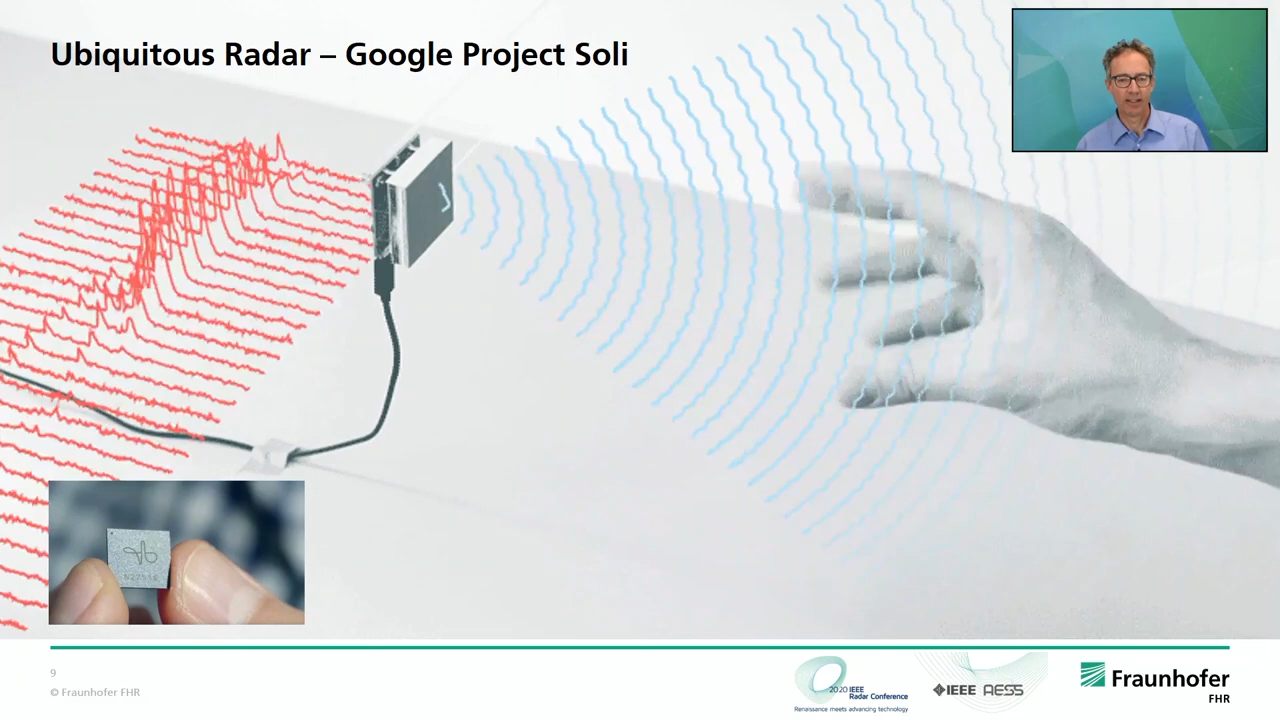 Ubiquitous Radar – Google Project Soli
9
© Fraunhofer FHR
2020 IEEE
Radar Conference
Renaissance meets advancing technology
IEEE AESS
Fraunhofer
FHR